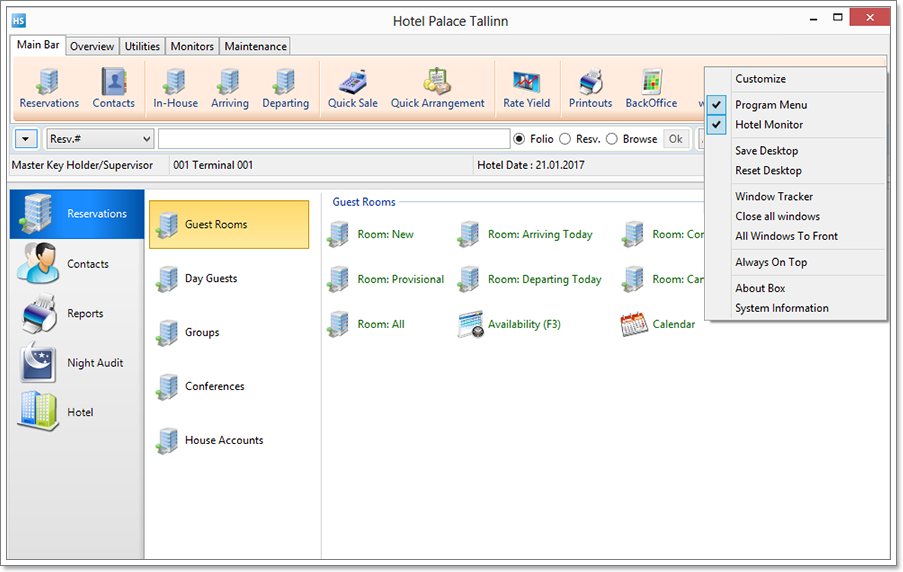 HS
Hotel Palace Tallinn
Main Bar Overview Utilities Monitors Maintenance
Reservations Contacts In-House Arriving Departing Quick Sale Quick Arrangement Rate Yield Printouts BackOffice
Resv.# Folio Resv. Browse Ok
Master Key Holder/Supervisor 001 Terminal 001 Hotel Date : 21.01.2017
Customize
Program Menu
Hotel Monitor
Save Desktop
Reset Desktop
Window Tracker
Close all windows
All Windows To Front
Always On Top
About Box
System Information
Reservations
Contacts
Reports
Night Audit
Hotel
Guest Rooms
Day Guests
Groups
Conferences
House Accounts
Guest Rooms
Room: New Room: Arriving Today Room: Cor
Room: Provisional Room: Departing Today Room: Can
Room: All Availability (F3) Calendar